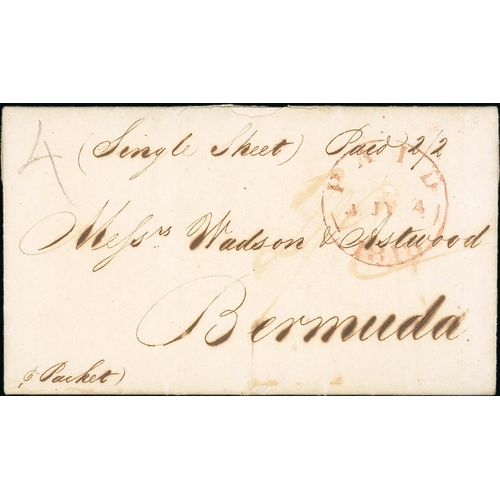 4
(Single Sheet) Paid 2/2
PAID
JY 4
Messrs Wadson & Astwood
Bermuda
Packet)